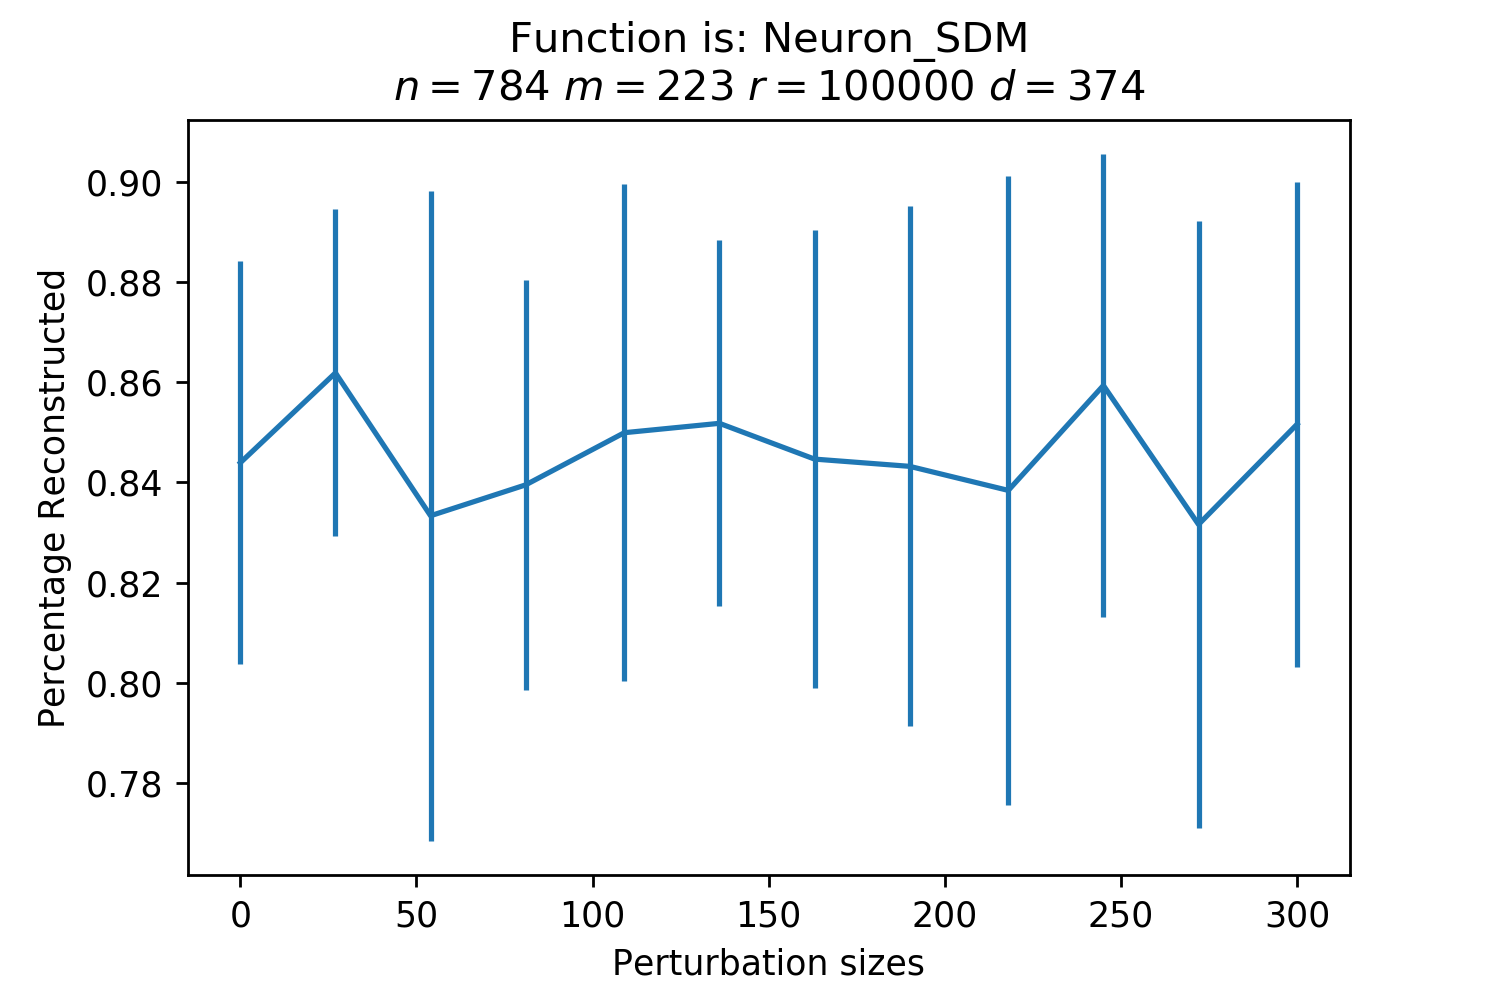 Function is: Neuron_SDM
n = 784 m = 223 r = 100000 d = 374
Percentage Reconstructed
0.90
0.88
0.86
0.84
0.82
0.80
0.78
0 50 100 150 200 250 300
Perturbation sizes